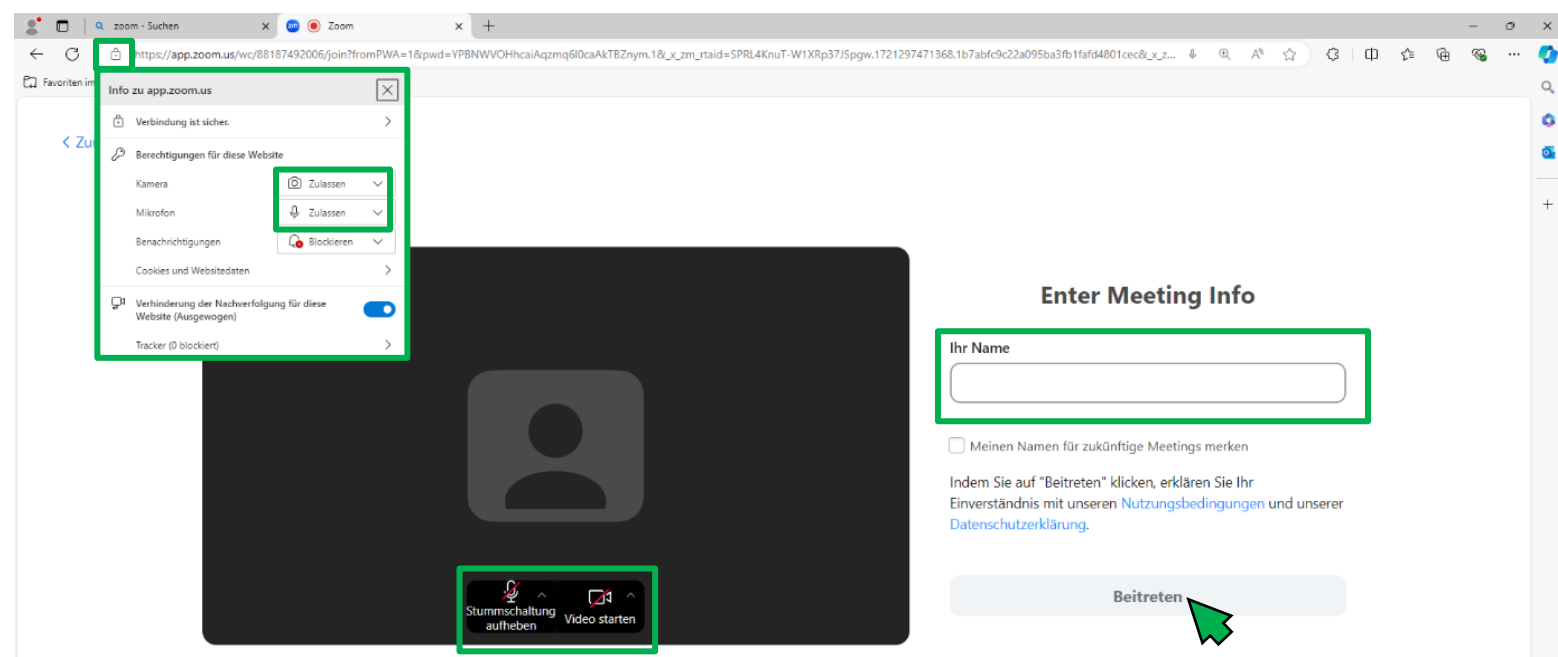 zoom - Suchen
zm
Zoom
https://app.zoom.us/wc/88187492006/join?fromPWA=1&pwd=YPBNWVOHhcaiAqzmq6l0caAkTBZnym.1&_x_zm_rtaid=SPRL4KnuT-W1XRp37JSpgw.1721297471368.1b7abfc9c22a095ba3fb1fafd4801cec&_x_z...
Favoriten im
Info zu app.zoom.us
Verbindung ist sicher.
Zu
Berechtigungen für diese Website
Kamera
Zulassen
Mikrofon
Zulassen
Benachrichtigungen
Blockieren
Cookies und Websitedaten
Verhinderung der Nachverfolgung für diese
Website (Ausgewogen)
Tracker (0 blockiert)
Stummschaltung
aufheben
Video starten
Enter Meeting Info
Ihr Name
Meinen Namen für zukünftige Meetings merken
Indem Sie auf "Beitreten" klicken, erklären Sie Ihr
Einverständnis mit unseren Nutzungsbedingungen und unserer
Datenschutzerklärung.
Beitreten